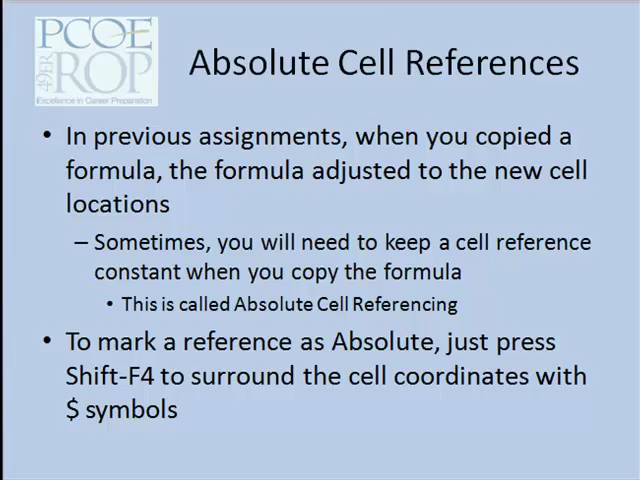 PCOE
49ER ROP
Excellence in Career Preparation
Absolute Cell References
• In previous assignments, when you copied a
formula, the formula adjusted to the new cell
locations
– Sometimes, you will need to keep a cell reference
constant when you copy the formula
• This is called Absolute Cell Referencing
• To mark a reference as Absolute, just press
Shift-F4 to surround the cell coordinates with
$ symbols